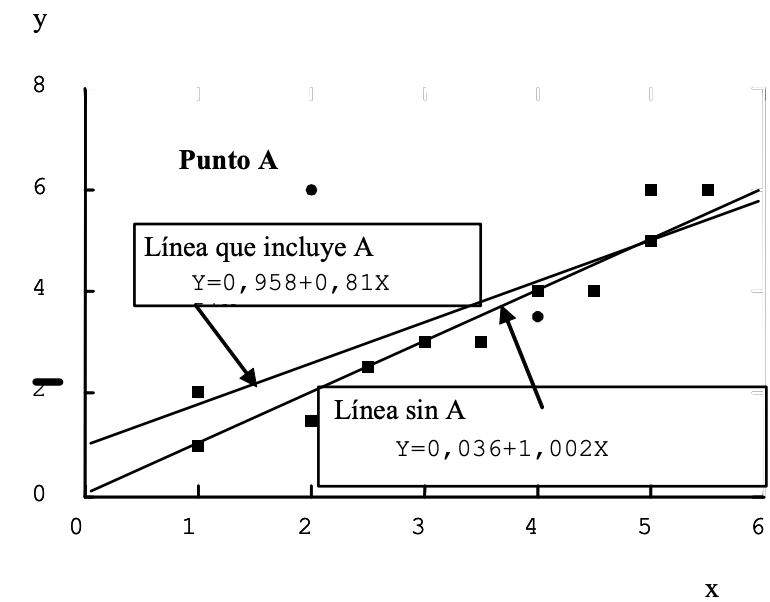 y
8
Punto A
6
Línea que incluye A
Y=0,958+0,81X
4
2
Línea sin A
Y=0,036+1,002X
0
0 1 2 3 4 5 6
x